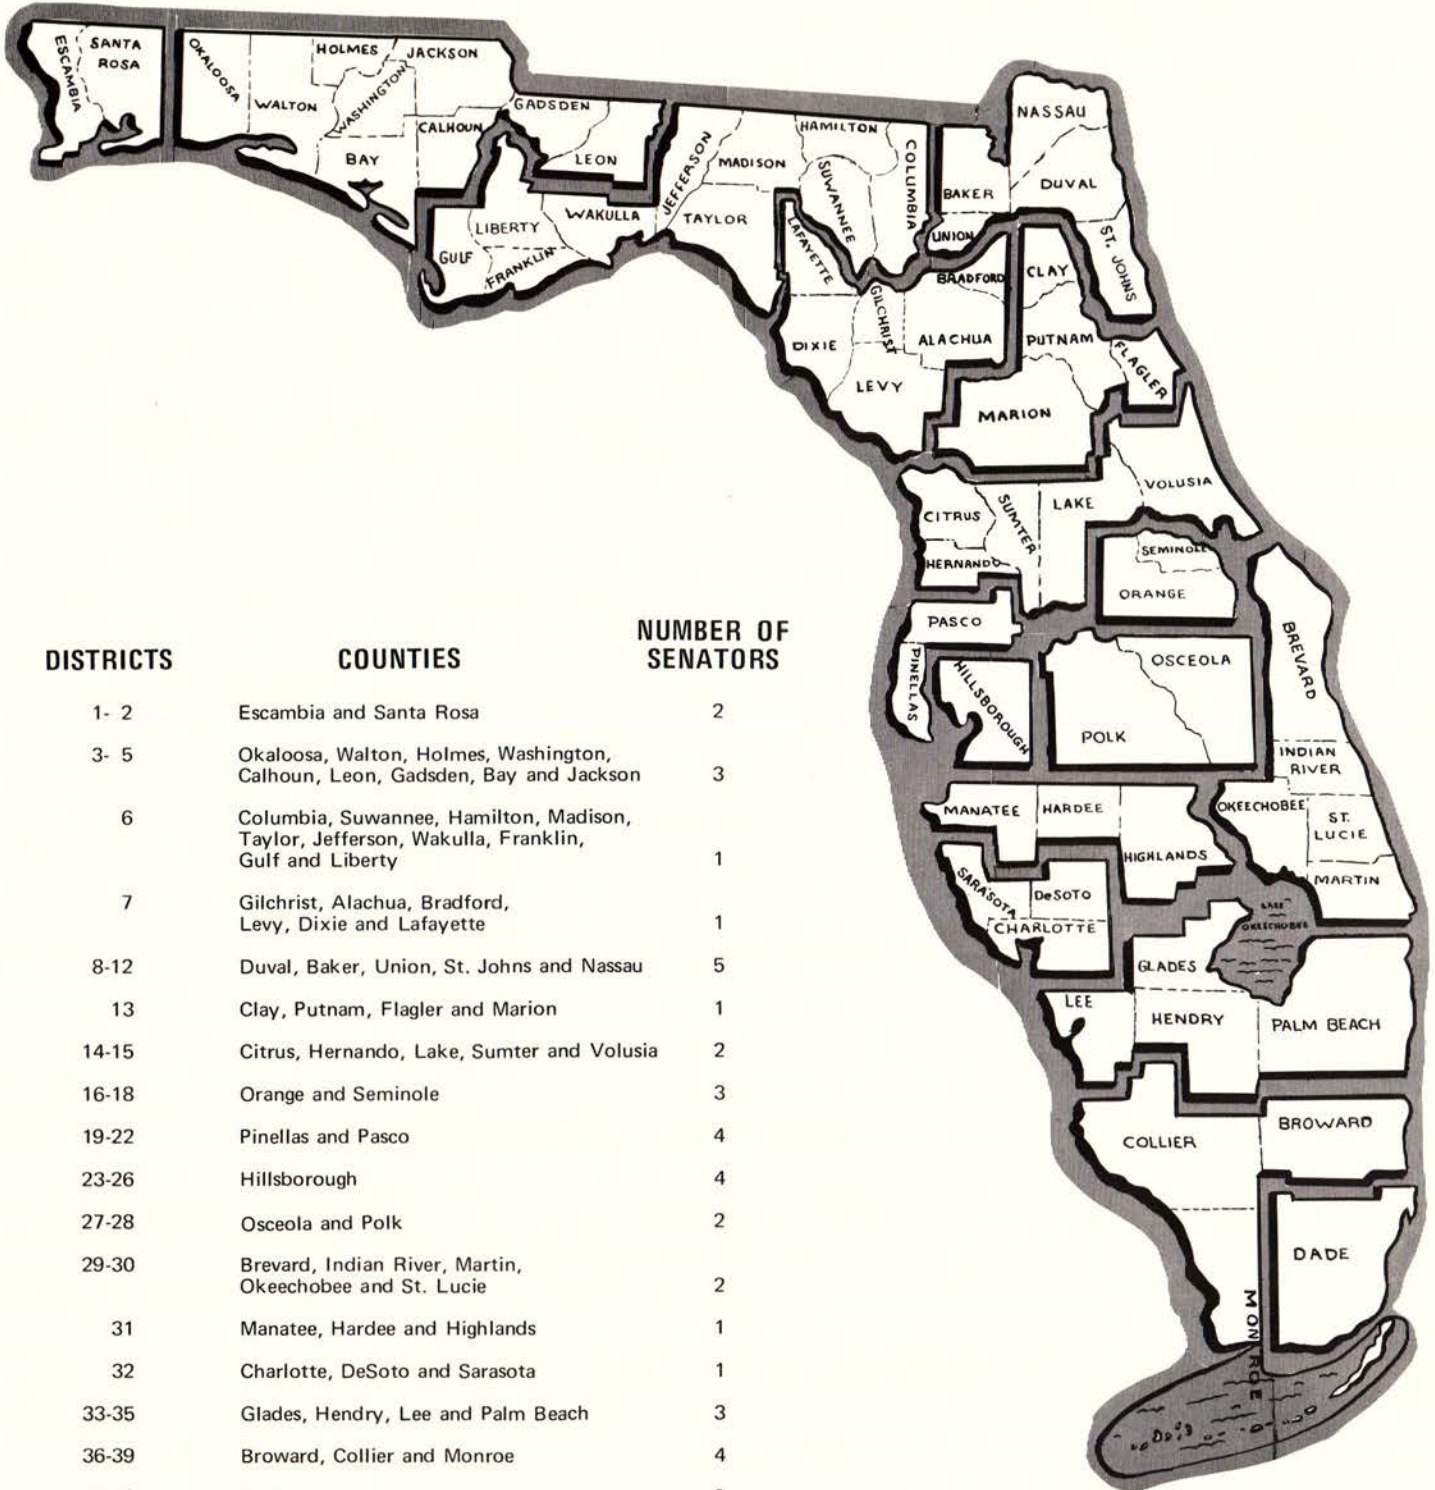 ESCAMBIA
SANTA
ROSA
OKALOOSA
WALTON
HOLMES
WASHINGTON
JACKSON
BAY
CALHOUN
GADSDEN
LEON
GULF
LIBERTY
FRANKLIN
WAKULLA
JEFFERSON
MADISON
TAYLOR
HAMILTON
SUWANNEE
COLUMBIA
LAFAYETTE
BAKER
UNION
NASSAU
DUVAL
ST. JOHNS
BRADFORD
CLAY
GILCHRIST
DIXIE
ALACHUA
LEVY
PUTNAM
FLAGLER
MARION
VOLUSIA
CITRUS
SUMTER
LAKE
HERNANDO
SEMINOLE
ORANGE
PASCO
PINELLAS
HILLSBOROUGH
OSCEOLA
POLK
BREVARD
INDIAN
RIVER
MANATEE
HARDEE
HIGHLANDS
OKEECHOBEE
ST.
LUCIE
MARTIN
SARASOTA
DeSOTO
CHARLOTTE
LAKE
OKEECHOBEE
GLADES
LEE
HENDRY
PALM BEACH
COLLIER
BROWARD
DADE
MONROE
DISTRICTS COUNTIES NUMBER OF
SENATORS
1- 2 Escambia and Santa Rosa 2
3- 5 Okaloosa, Walton, Holmes, Washington,
Calhoun, Leon, Gadsden, Bay and Jackson 3
6 Columbia, Suwannee, Hamilton, Madison,
Taylor, Jefferson, Wakulla, Franklin,
Gulf and Liberty 1
7 Gilchrist, Alachua, Bradford,
Levy, Dixie and Lafayette 1
8-12 Duval, Baker, Union, St. Johns and Nassau 5
13 Clay, Putnam, Flagler and Marion 1
14-15 Citrus, Hernando, Lake, Sumter and Volusia 2
16-18 Orange and Seminole 3
19-22 Pinellas and Pasco 4
23-26 Hillsborough 4
27-28 Osceola and Polk 2
29-30 Brevard, Indian River, Martin,
Okeechobee and St. Lucie 2
31 Manatee, Hardee and Highlands 1
32 Charlotte, DeSoto and Sarasota 1
33-35 Glades, Hendry, Lee and Palm Beach 3
36-39 Broward, Collier and Monroe 4